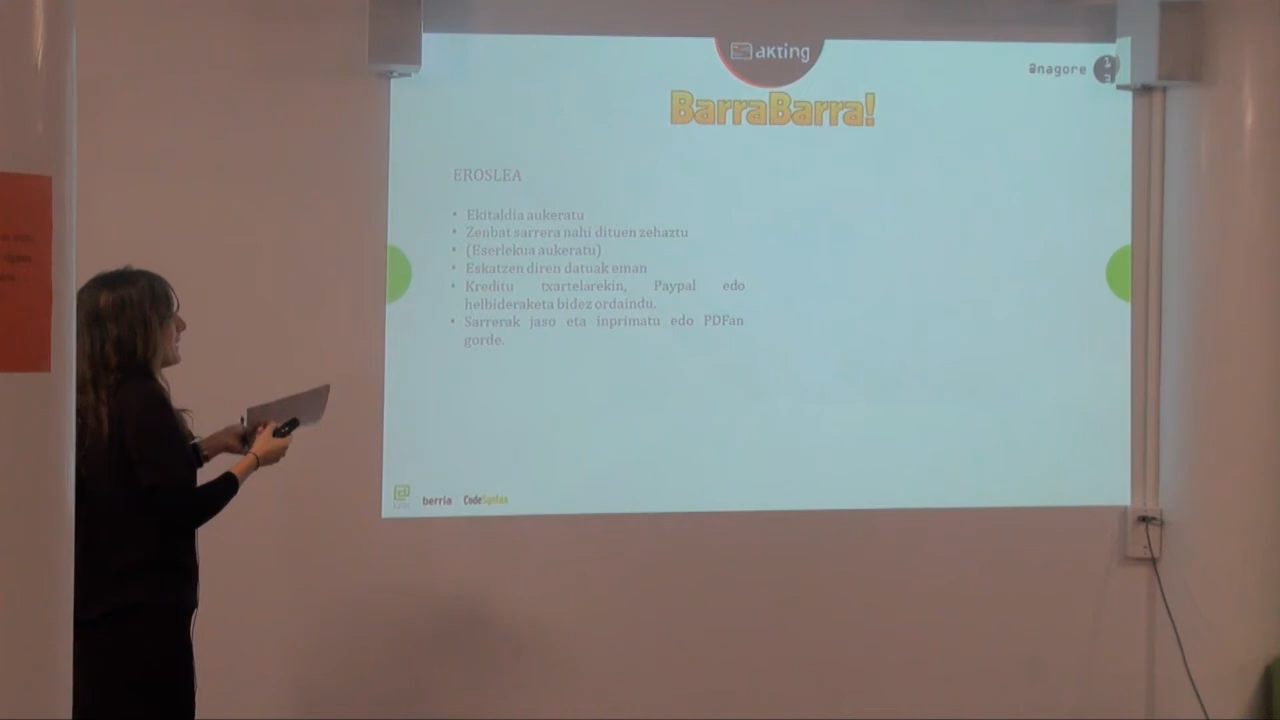 akting
@nagore
BarraBarra!
EROSLEA
• Ekitaldia aukeratu
• Zenbat sarrera nahi dituen zehaztu
• (Eserlekua aukeratu)
• Eskatzen diren datuak eman
• Kreditu txartelarekin, Paypal edo
helbideraketa bidez ordaindu.
• Sarrerak jaso eta inprimatu edo PDFan
gorde.
berria CodeSyntax